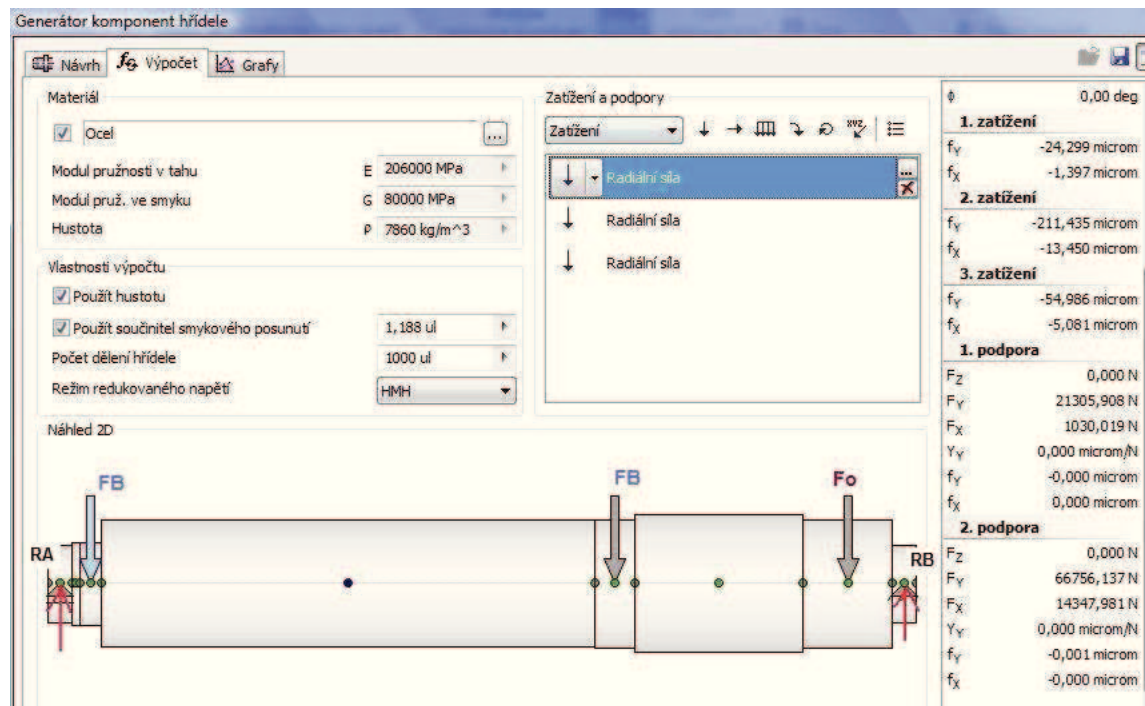 Generátor komponent hřídele
Návrh Výpočet Grafy
Materiál
Ocel ...
Modul pružnosti v tahu E 206000 MPa
Modul pruž. ve smyku G 80000 MPa
Hustota ρ 7860 kg/m^3
Vlastnosti výpočtu
Použít hustotu
Použít součinitel smykového posunutí 1,188 ul
Počet dělení hřídele 1000 ul
Režim redukovaného napětí HMH
Zatížení a podpory
Zatížení
Radiální síla ...
Radiální síla
Radiální síla
Náhled 2D
FB FB Fo
RA RB
Φ 0,00 deg
1. zatížení
fY -24,299 microm
fX -1,397 microm
2. zatížení
fY -211,435 microm
fX -13,450 microm
3. zatížení
fY -54,986 microm
fX -5,081 microm
1. podpora
FZ 0,000 N
FY 21305,908 N
FX 1030,019 N
YY 0,000 microm/N
fY -0,000 microm
fX 0,000 microm
2. podpora
FZ 0,000 N
FY 66756,137 N
FX 14347,981 N
YY 0,000 microm/N
fY -0,001 microm
fX -0,000 microm